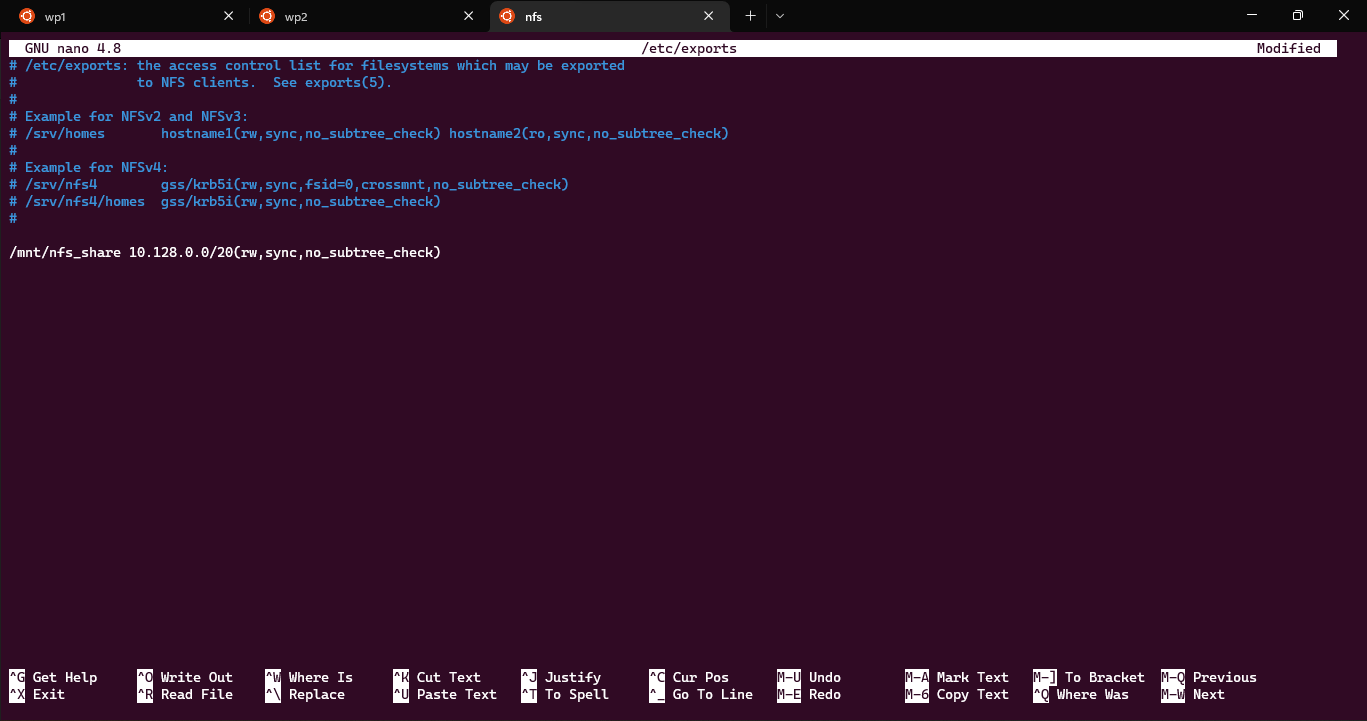 wp1 wp2 nfs
GNU nano 4.8 /etc/exports Modified
# /etc/exports: the access control list for filesystems which may be exported
#               to NFS clients.  See exports(5).
#
# Example for NFSv2 and NFSv3:
# /srv/homes       hostname1(rw,sync,no_subtree_check) hostname2(ro,sync,no_subtree_check)
#
# Example for NFSv4:
# /srv/nfs4        gss/krb5i(rw,sync,fsid=0,crossmnt,no_subtree_check)
# /srv/nfs4/homes  gss/krb5i(rw,sync,no_subtree_check)
#
/mnt/nfs_share 10.128.0.0/20(rw,sync,no_subtree_check)
^G Get Help ^O Write Out ^W Where Is ^K Cut Text ^J Justify ^C Cur Pos M-U Undo M-A Mark Text M-] To Bracket M-Q Previous
^X Exit ^R Read File ^\ Replace ^U Paste Text ^T To Spell ^_ Go To Line M-E Redo M-6 Copy Text ^Q Where Was M-W Next